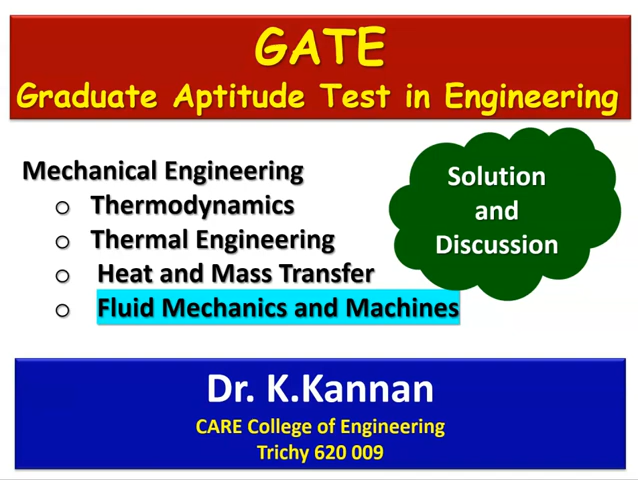 GATE
Graduate Aptitude Test in Engineering
Mechanical Engineering
o Thermodynamics
o Thermal Engineering
o Heat and Mass Transfer
o Fluid Mechanics and Machines
Solution
and
Discussion
Dr. K.Kannan
CARE College of Engineering
Trichy 620 009